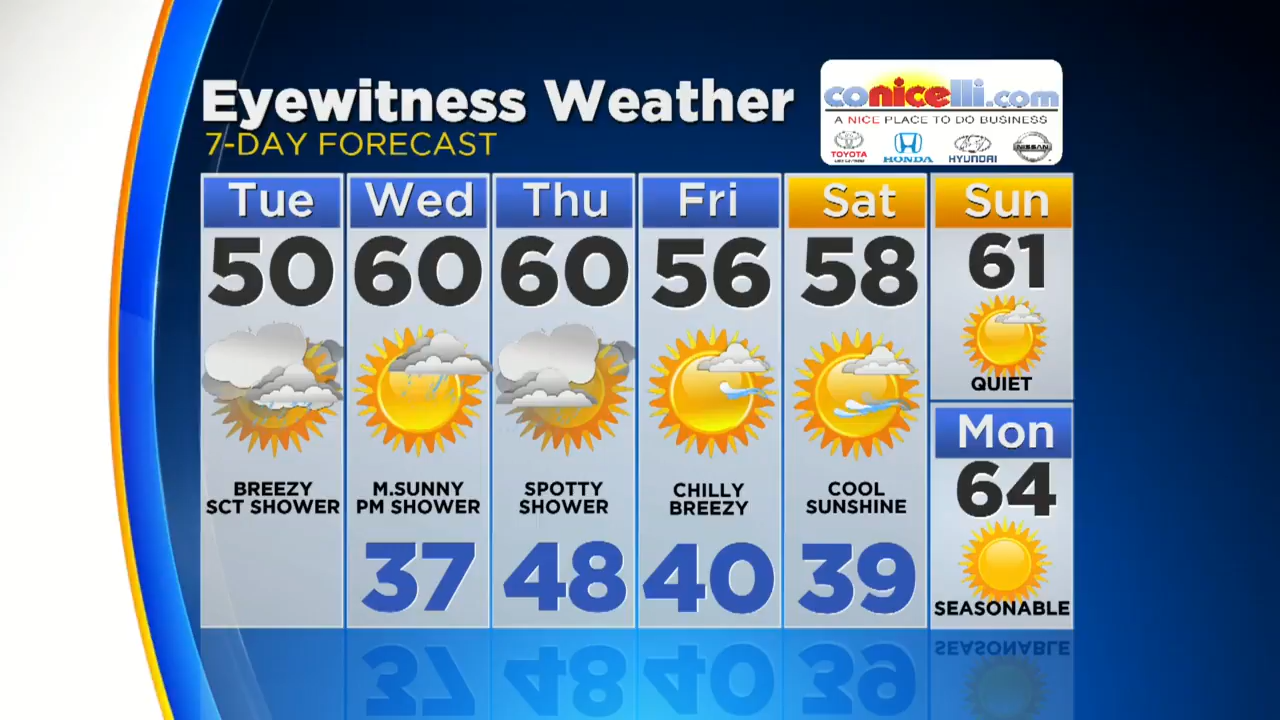 Eyewitness Weather
7-DAY FORECAST
conicelli.com
A NICE PLACE TO DO BUSINESS
TOYOTA
HONDA
HYUNDAI
NISSAN
Tue
50
BREEZY
SCT SHOWER
Wed
60
M.SUNNY
PM SHOWER
37
Thu
60
SPOTTY
SHOWER
48
Fri
56
CHILLY
BREEZY
40
Sat
58
COOL
SUNSHINE
39
Sun
61
QUIET
Mon
64
SEASONABLE